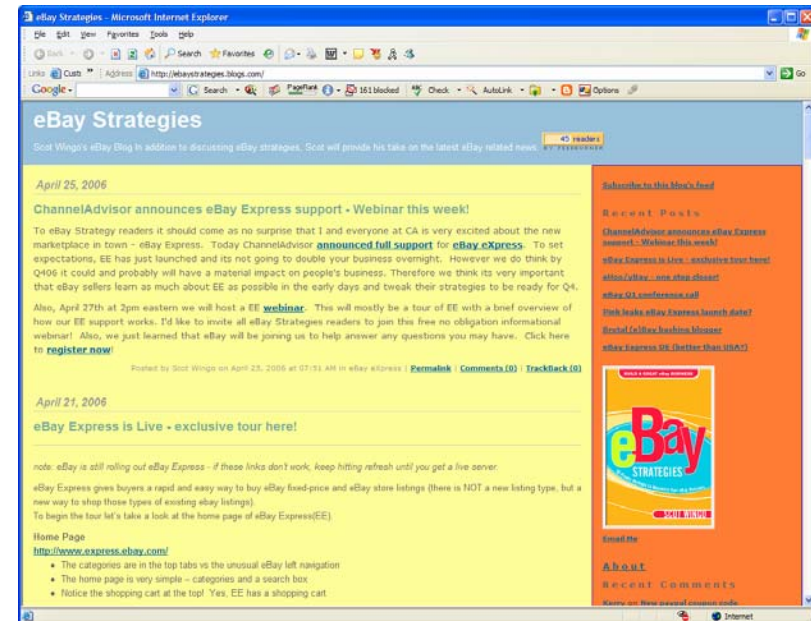 eBay Strategies - Microsoft Internet Explorer
File Edit View Favorites Tools Help
Back Search Favorites
Links Custo Address http://ebaystrategies.blogs.com/ Go
Google Search PageRank 161 blocked Check AutoLink Options
eBay Strategies
45 readers
Scot Wingo's eBay Blog In addition to discussing eBay strategies, Scot will provide his take on the latest eBay related news.
April 25, 2006
ChannelAdvisor announces eBay Express support - Webinar this week!
To eBay Strategy readers it should come as no surprise that I and everyone at CA is very excited about the new
marketplace in town - eBay Express. Today ChannelAdvisor announced full support for eBay eXpress. To set
expectations, EE has just launched and its not going to double your business overnight. However we do think by
Q406 it could and probably will have a material impact on people's business. Therefore we think its very important
that eBay sellers learn as much about EE as possible in the early days and tweak their strategies to be ready for Q4.
Also, April 27th at 2pm eastern we will host a EE webinar. This will mostly be a tour of EE with a brief overview of
how our EE support works. I'd like to invite all eBay Strategies readers to join this free no obligation informational
webinar! Also, we just learned that eBay will be joining us to help answer any questions you may have. Click here
to register now!
Posted by Scot Wingo on April 25, 2006 at 07:51 AM in eBay eXpress | Permalink | Comments (0) | TrackBack (0)
April 21, 2006
eBay Express is Live - exclusive tour here!
note: eBay is still rolling out eBay Express - if these links don't work, keep hitting refresh until you get a live server.
eBay Express gives buyers a rapid and easy way to buy eBay fixed-price and eBay store listings (there is NOT a new listing type, but a
new way to shop those types of existing ebay listings).
To begin the tour let's take a look at the home page of eBay Express(EE).
Home Page
http://www.express.ebay.com/
The categories are in the top tabs vs the unusual eBay left navigation
The home page is very simple – categories and a search box
Notice the shopping cart at the top! Yes, EE has a shopping cart
Subscribe to this blog's feed
Recent Posts
ChannelAdvisor announces eBay Express
support - Webinar this week!
eBay Express is Live - exclusive tour here!
eBay Q1 conference call
Pink leaks eBay Express launch date?
Brutal (e)Bay bashing blogger
eBay Express DE (better than USA?)
eBay
STRATEGIES
SCOT WINGO
Email Me
About
Recent Comments
Kerry on New paypal coupon code
Internet